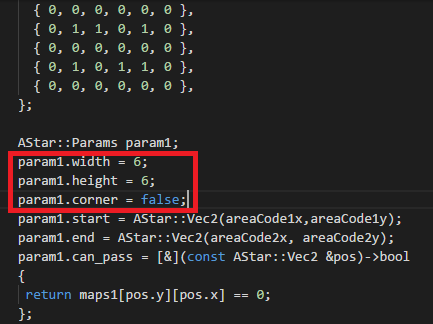 { 0, 0, 0, 0, 0, 0 },
{ 0, 1, 1, 0, 1, 0 },
{ 0, 0, 0, 0, 0, 0 },
{ 0, 1, 0, 1, 1, 0 },
{ 0, 0, 0, 0, 0, 0 },
};
AStar::Params param1;
param1.width = 6;
param1.height = 6;
param1.corner = false;
param1.start = AStar::Vec2(areaCode1x,areaCode1y);
param1.end = AStar::Vec2(areaCode2x, areaCode2y);
param1.can_pass = [&](const AStar::Vec2 &pos)->bool
{
return maps1[pos.y][pos.x] == 0;
};